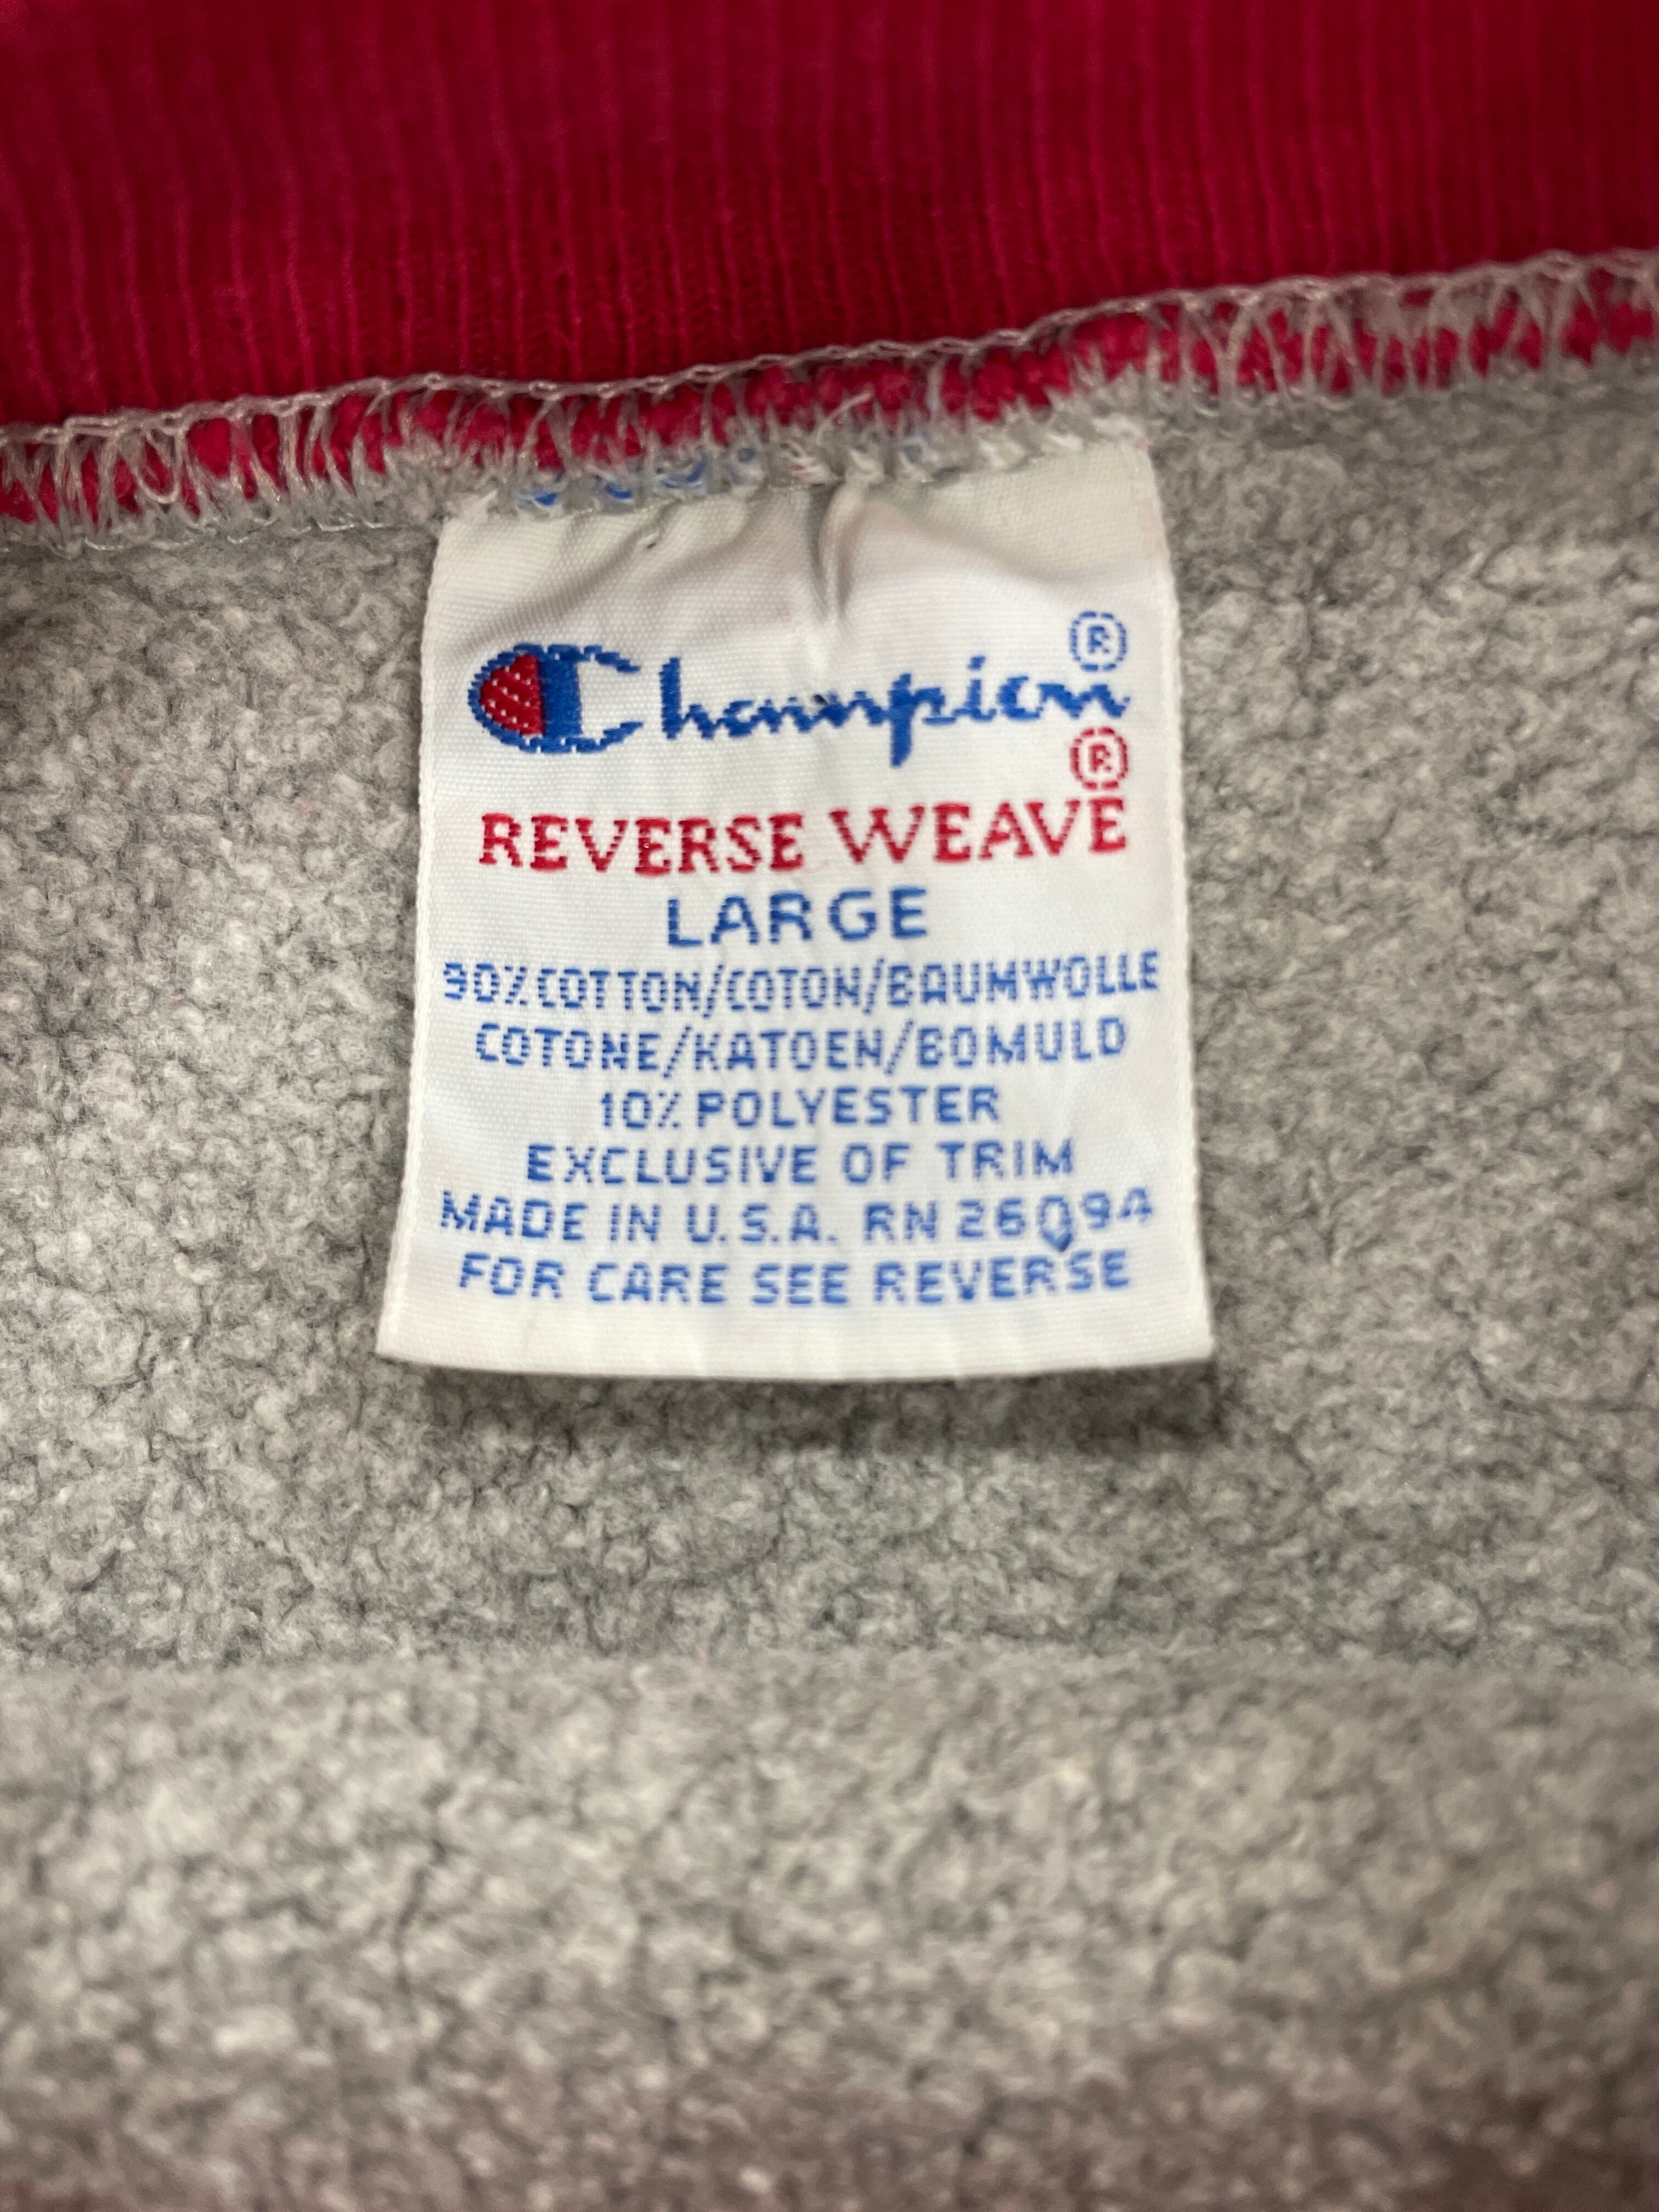 Champion®
REVERSE WEAVE®
LARGE
90% COTTON/COTON/BAUMWOLLE
COTONE/KATOEN/BOMULD
10% POLYESTER
EXCLUSIVE OF TRIM
MADE IN U.S.A. RN 26094
FOR CARE SEE REVERSE